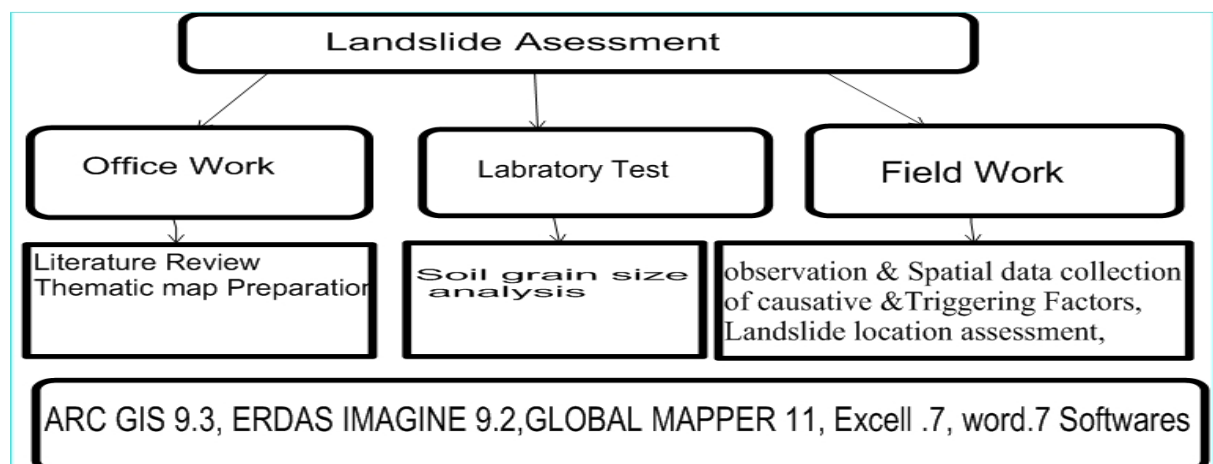 Landslide Asessment
Office Work
Labratory Test
Field Work
Literature Review
Thematic map Preparation
Soil grain size
analysis
observation & Spatial data collection
of causative &Triggering Factors,
Landslide location assessment,
ARC GIS 9.3, ERDAS IMAGINE 9.2,GLOBAL MAPPER 11, Excell .7, word.7 Softwares